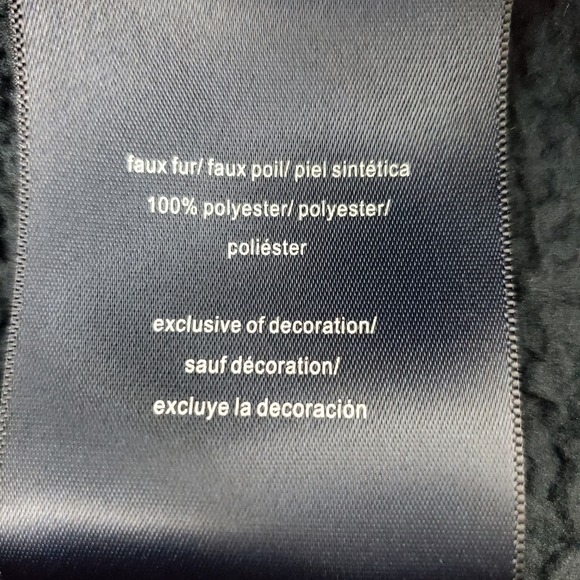 faux fur/ faux poil/ piel sintética
100% polyester/ polyester/
poliéster
exclusive of decoration/
sauf décoration/
excluye la decoración